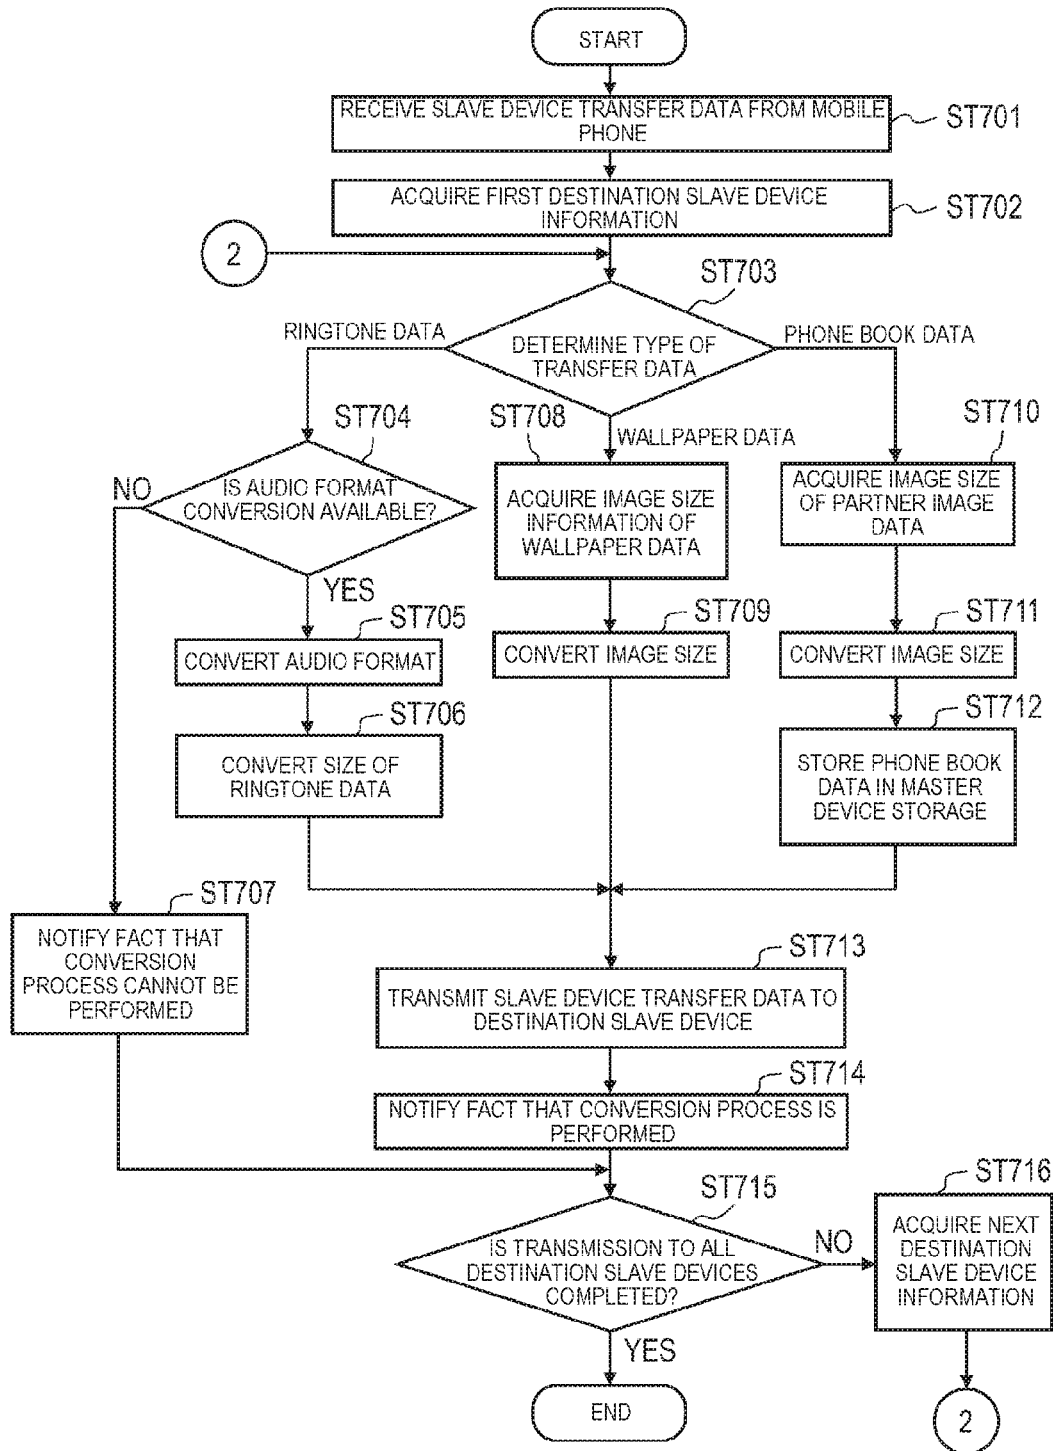 START
RECEIVE SLAVE DEVICE TRANSFER DATA FROM MOBILE
PHONE
ST701
ACQUIRE FIRST DESTINATION SLAVE DEVICE
INFORMATION
ST702
2
ST703
RINGTONE DATA
DETERMINE TYPE OF
TRANSFER DATA
PHONE BOOK DATA
ST704
ST708
WALLPAPER DATA
ST710
NO
IS AUDIO FORMAT
CONVERSION AVAILABLE?
YES
ACQUIRE IMAGE SIZE
INFORMATION OF
WALLPAPER DATA
ACQUIRE IMAGE SIZE
OF PARTNER IMAGE
DATA
ST705
CONVERT AUDIO FORMAT
ST709
CONVERT IMAGE SIZE
ST711
CONVERT IMAGE SIZE
ST706
CONVERT SIZE OF
RINGTONE DATA
ST712
STORE PHONE BOOK
DATA IN MASTER
DEVICE STORAGE
ST707
NOTIFY FACT THAT
CONVERSION
PROCESS CANNOT BE
PERFORMED
ST713
TRANSMIT SLAVE DEVICE TRANSFER DATA TO
DESTINATION SLAVE DEVICE
ST714
NOTIFY FACT THAT CONVERSION PROCESS IS
PERFORMED
ST715
IS TRANSMISSION TO ALL
DESTINATION SLAVE DEVICES
COMPLETED?
NO
ST716
ACQUIRE NEXT
DESTINATION
SLAVE DEVICE
INFORMATION
YES
END
2